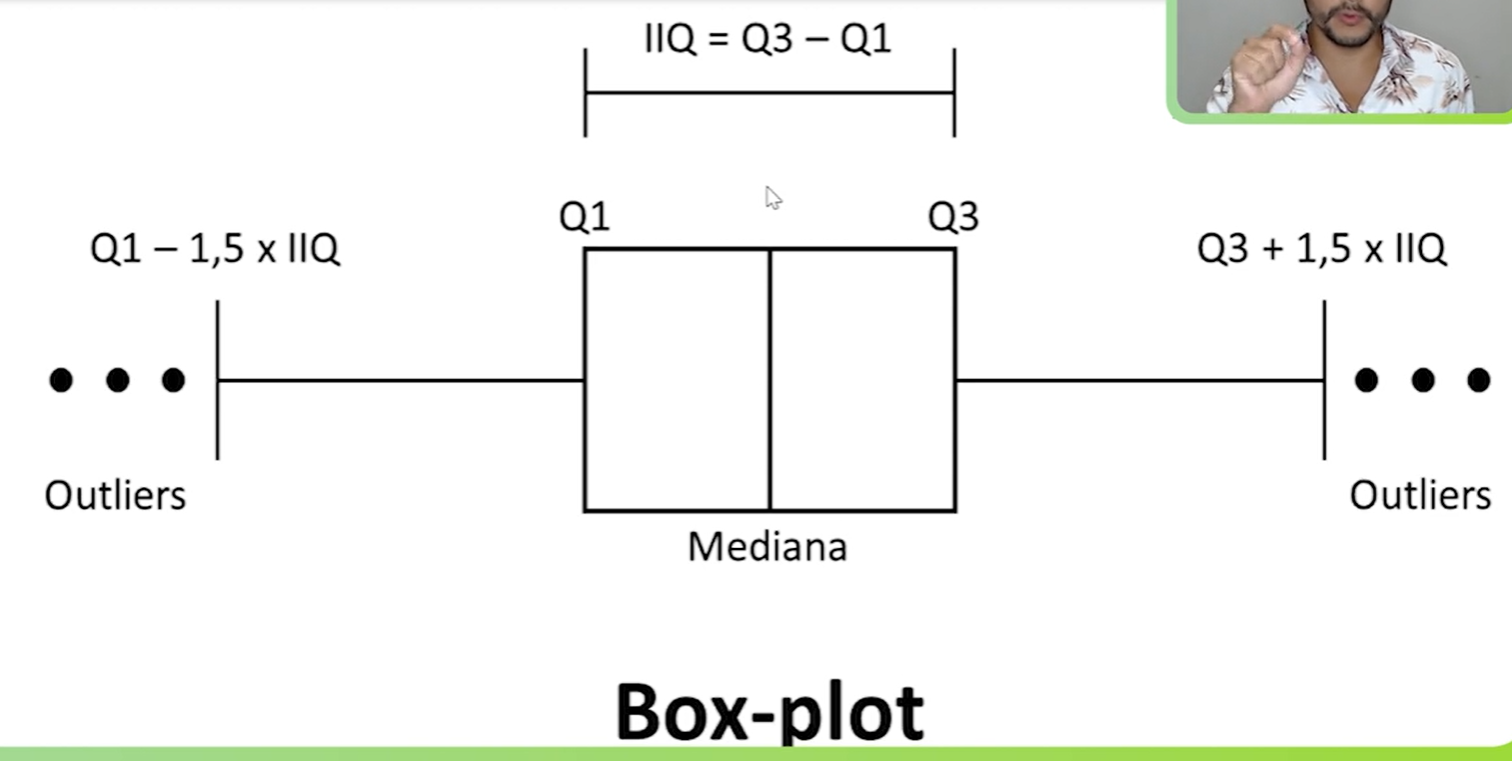 IIQ = Q3 – Q1
Q1
Q3
Q1 – 1,5 x IIQ
Q3 + 1,5 x IIQ
Outliers
Outliers
Mediana
Box-plot